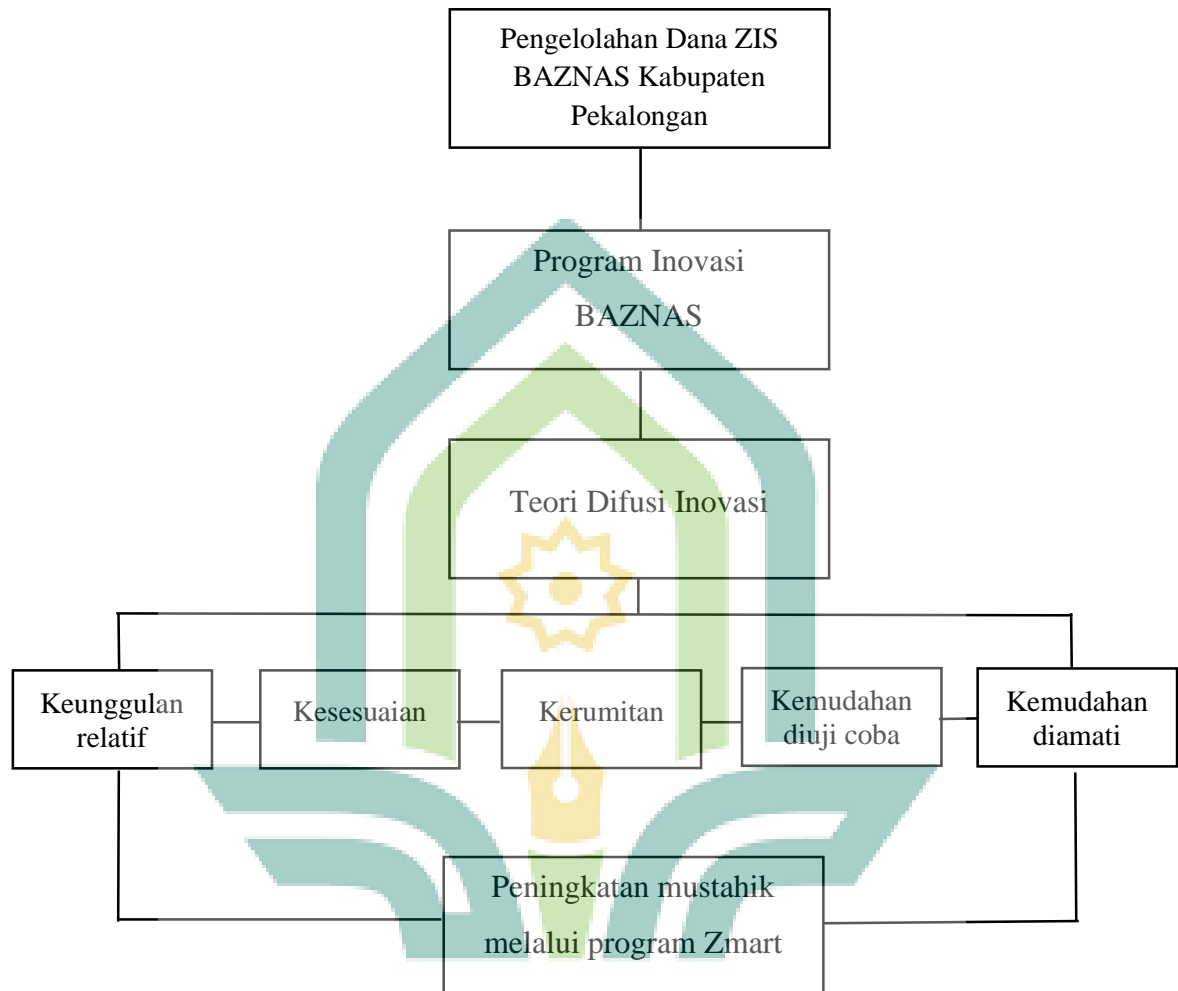 Pengelolahan Dana ZIS
BAZNAS Kabupaten
Pekalongan
Program Inovasi
BAZNAS
Teori Difusi Inovasi
Keunggulan
relatif
Kesesuaian
Kerumitan
Kemudahan
diuji coba
Kemudahan
diamati
Peningkatan mustahik
melalui program Zmart